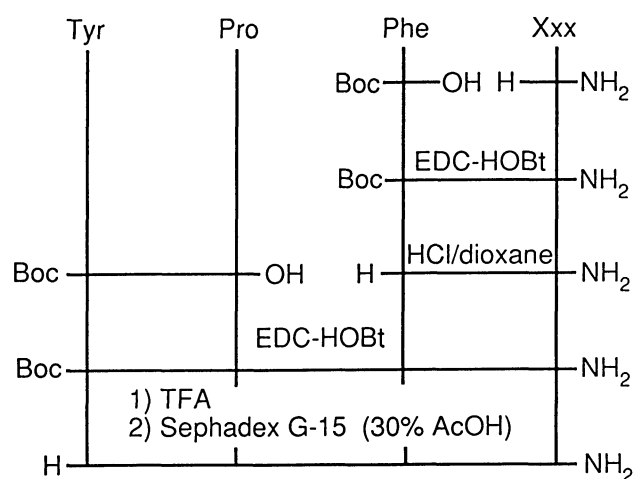 Tyr Pro Phe Xxx
Boc OH H NH2
EDC-HOBt
Boc NH2
HCl/dioxane
Boc OH H NH2
EDC-HOBt
Boc NH2
1) TFA
2) Sephadex G-15 (30% AcOH)
H NH2